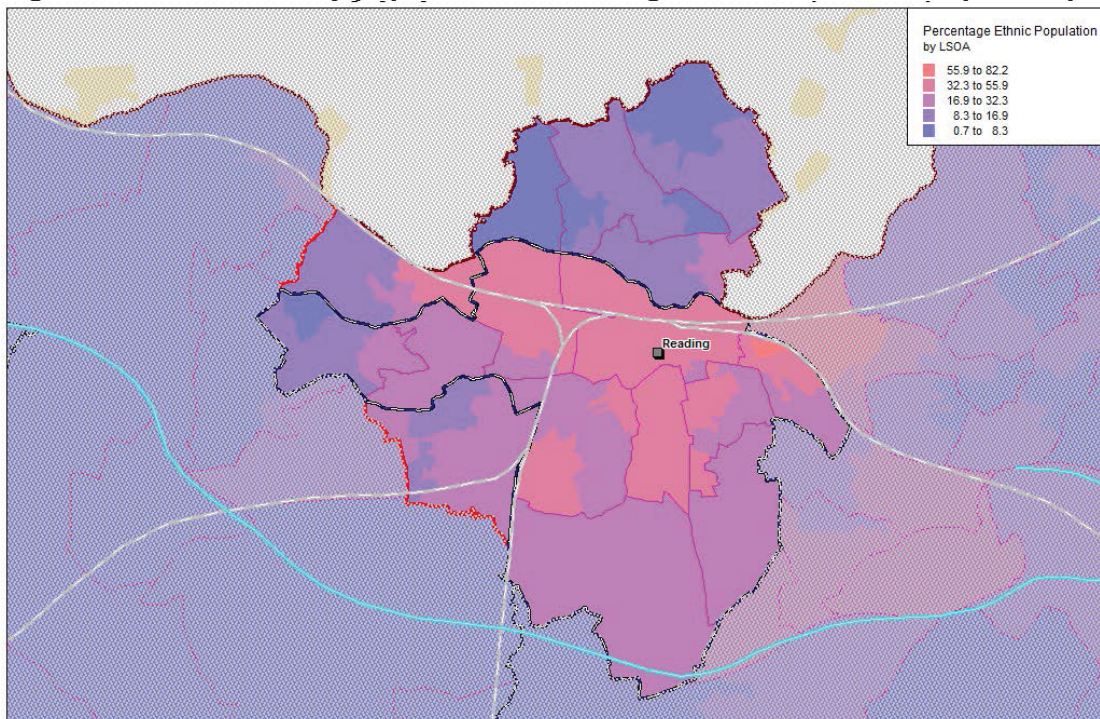 Percentage Ethnic Population
by LSOA
55.9 to 82.2
32.3 to 55.9
16.9 to 32.3
8.3 to 16.9
0.7 to 8.3
Reading